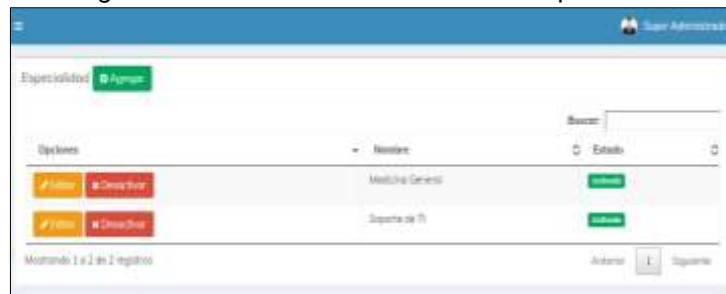 Super Administrado
Especialidad Agregar
Buscar:
Opciones Nombre Estado
Editar Desactivar Medicina General Activado
Editar Desactivar Soporte de TI Activado
Mostrando 1 a 2 de 2 registros Anterior 1 Siguiente